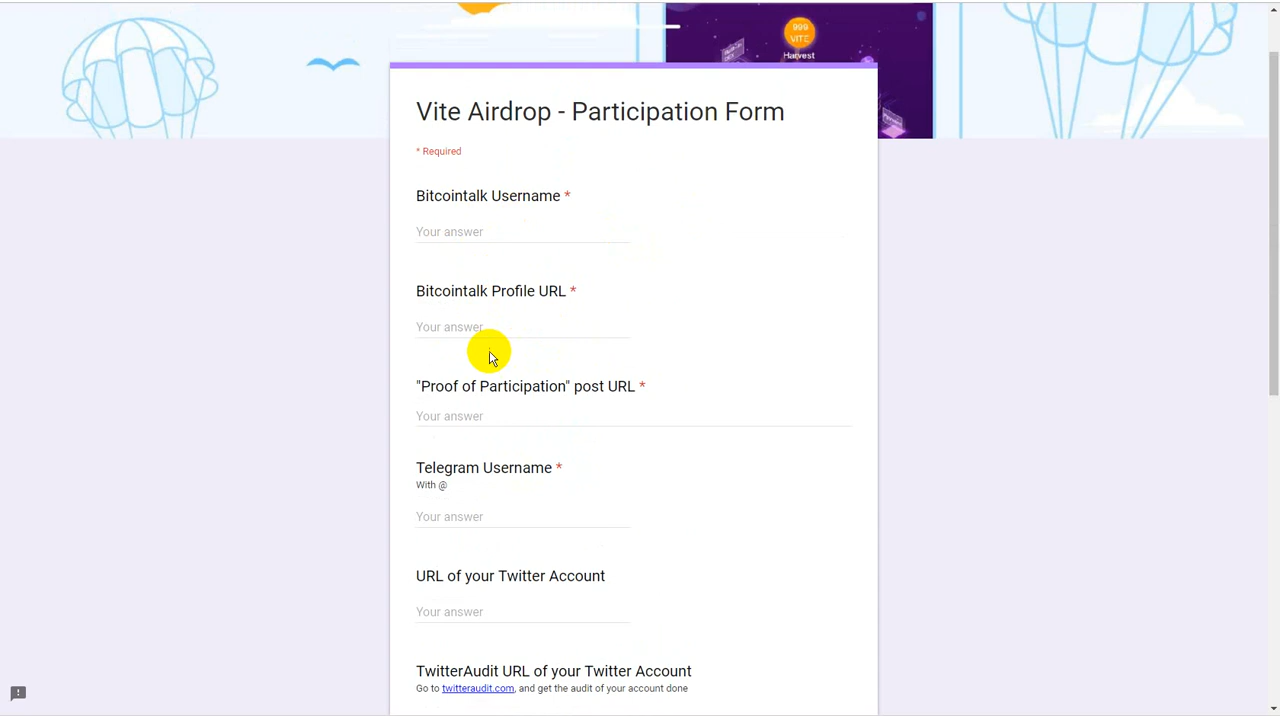 999
VITE
Harvest
Vite Airdrop - Participation Form
* Required
Bitcointalk Username *
Your answer
Bitcointalk Profile URL *
Your answer
"Proof of Participation" post URL *
Your answer
Telegram Username *
With @
Your answer
URL of your Twitter Account
Your answer
TwitterAudit URL of your Twitter Account
Go to twitteraudit.com, and get the audit of your account done